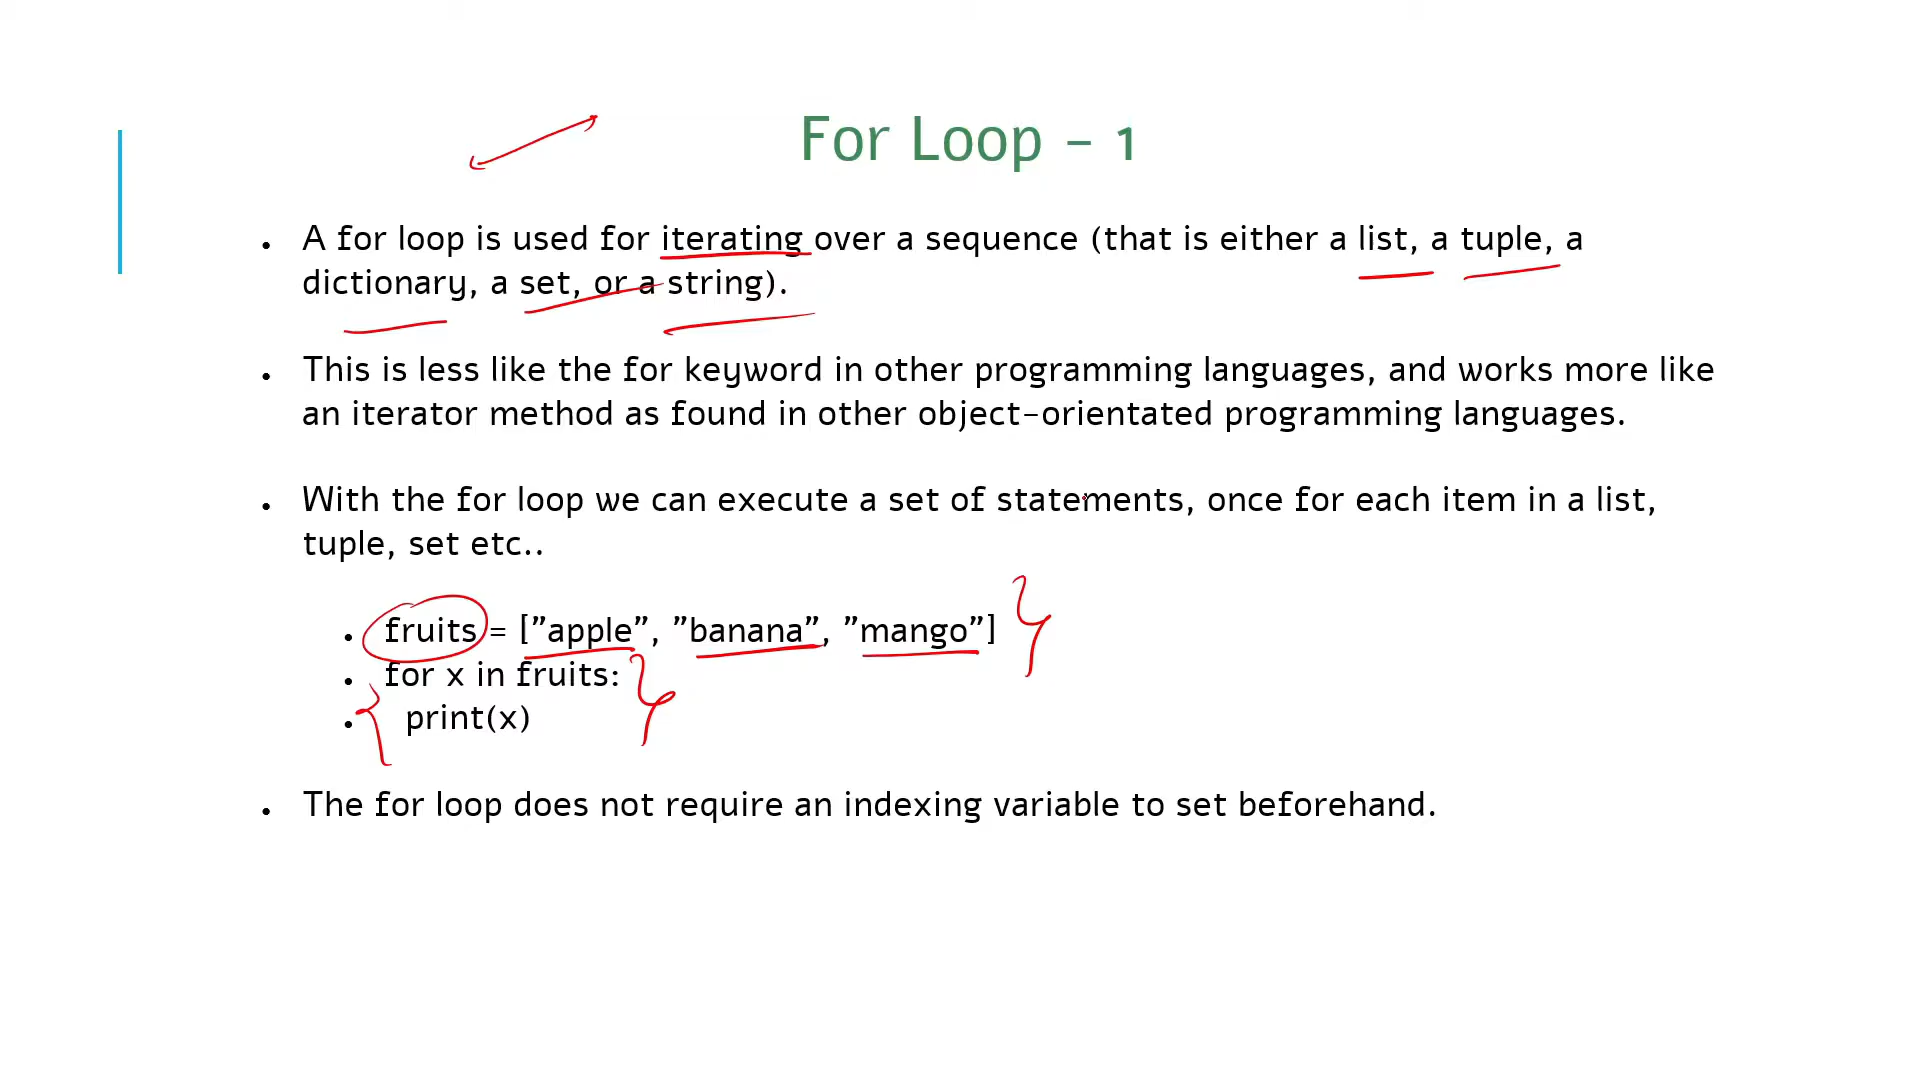 For Loop - 1
• A for loop is used for iterating over a sequence (that is either a list, a tuple, a
dictionary, a set, or a string).
• This is less like the for keyword in other programming languages, and works more like
an iterator method as found in other object-orientated programming languages.
• With the for loop we can execute a set of statements, once for each item in a list,
tuple, set etc..
• fruits = [”apple”, ”banana”, ”mango”]
• for x in fruits:
• print(x)
• The for loop does not require an indexing variable to set beforehand.